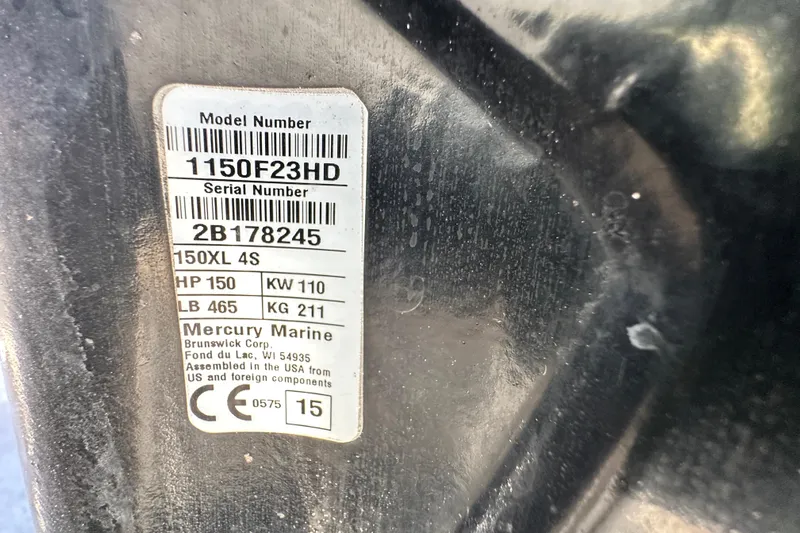 Model Number
1150F23HD
Serial Number
2B178245
150XL 4S
HP 150 KW 110
LB 465 KG 211
Mercury Marine
Brunswick Corp.
Fond du Lac, WI 54935
Assembled in the USA from
US and foreign components
CE 0575 15